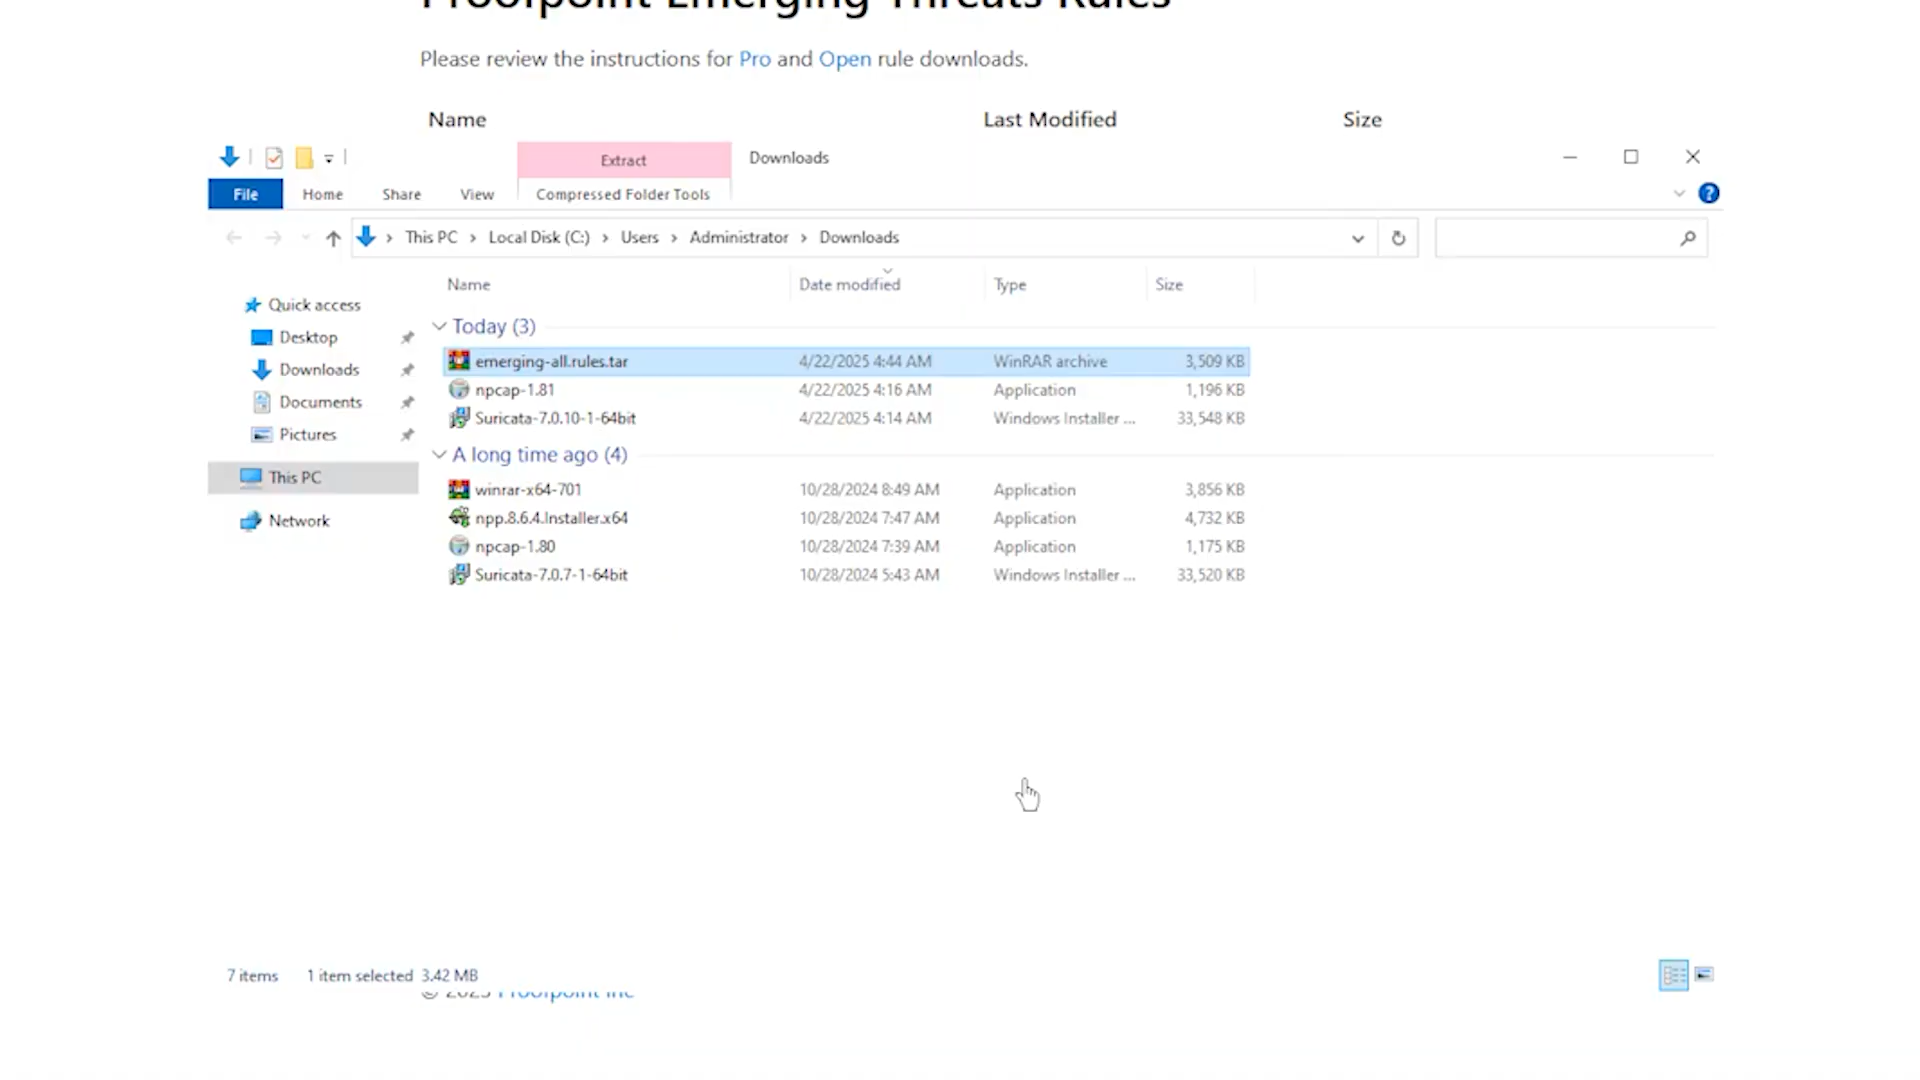 Proofpoint Emerging Threats Rules
Please review the instructions for Pro and Open rule downloads.
Name Last Modified Size
Extract Downloads
File Home Share View Compressed Folder Tools
This PC > Local Disk (C:) > Users > Administrator > Downloads
Name Date modified Type Size
Quick access
Desktop
Downloads
Documents
Pictures
This PC
Network
Today (3)
emerging-all.rules.tar 4/22/2025 4:44 AM WinRAR archive 3,509 KB
npcap-1.81 4/22/2025 4:16 AM Application 1,196 KB
Suricata-7.0.10-1-64bit 4/22/2025 4:14 AM Windows Installer ... 33,548 KB
A long time ago (4)
winrar-x64-701 10/28/2024 8:49 AM Application 3,856 KB
npp.8.6.4.Installer.x64 10/28/2024 7:47 AM Application 4,732 KB
npcap-1.80 10/28/2024 7:39 AM Application 1,175 KB
Suricata-7.0.7-1-64bit 10/28/2024 5:43 AM Windows Installer ... 33,520 KB
7 items 1 item selected 3.42 MB
© 2025 Proofpoint Inc